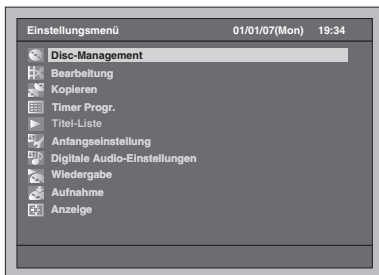 Einstellungsmenü 01/01/07(Mon) 19:34
Disc-Management
Bearbeitung
Kopieren
Timer Progr.
Titel-Liste
Anfangseinstellung
Digitale Audio-Einstellungen
Wiedergabe
Aufnahme
Anzeige